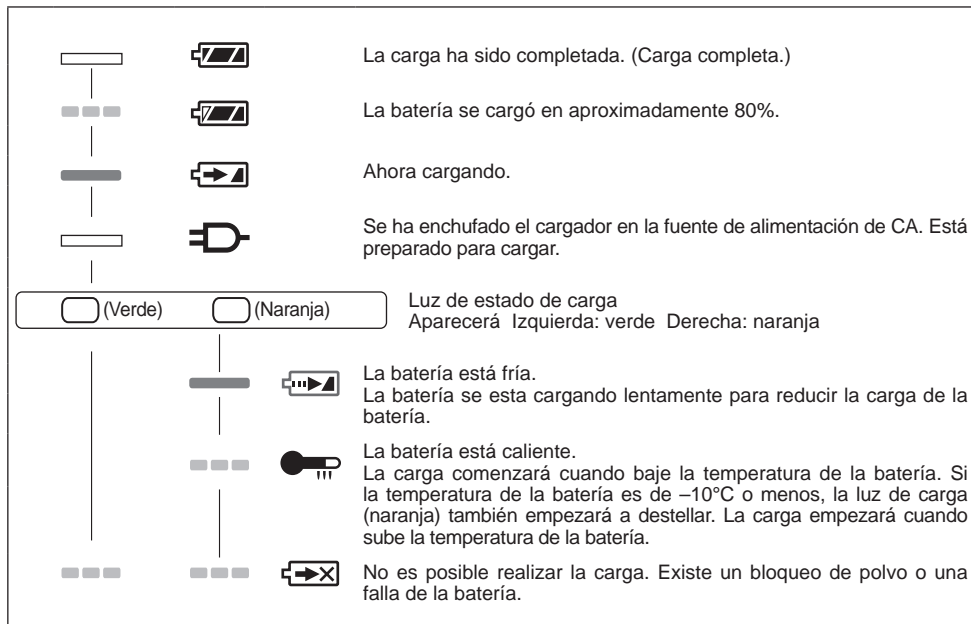 La carga ha sido completada. (Carga completa.)
La batería se cargó en aproximadamente 80%.
Ahora cargando.
Se ha enchufado el cargador en la fuente de alimentación de CA. Está
preparado para cargar.
(Verde) (Naranja)
Luz de estado de carga
Aparecerá Izquierda: verde Derecha: naranja
La batería está fría.
La batería se esta cargando lentamente para reducir la carga de la
batería.
La batería está caliente.
La carga comenzará cuando baje la temperatura de la batería. Si
la temperatura de la batería es de –10°C o menos, la luz de carga
(naranja) también empezará a destellar. La carga empezará cuando
sube la temperatura de la batería.
No es posible realizar la carga. Existe un bloqueo de polvo o una
falla de la batería.